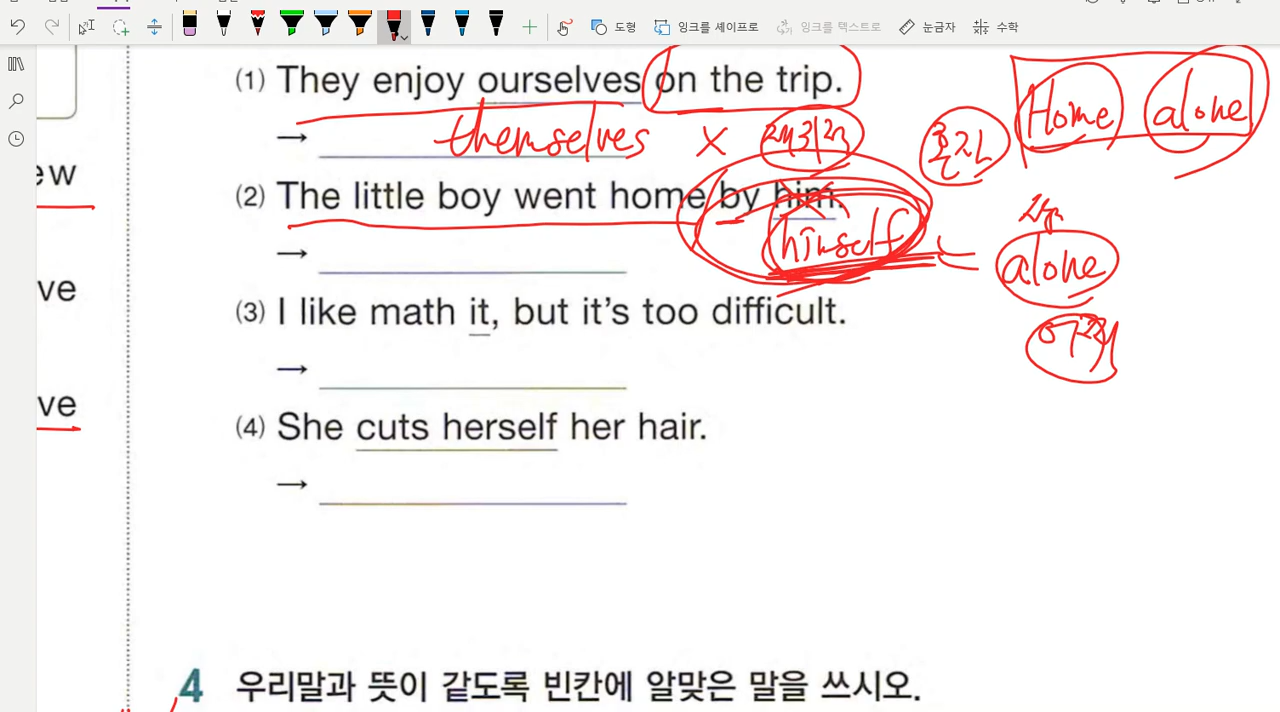 도형 잉크를 셰이프로 잉크를 텍스트로 눈금자 수학
(1) They enjoy ourselves on the trip.
Home alone
→ themselves X
혼자
ew
(2) The little boy went home by him.
→ himself = alone
ve
(3) I like math it, but it's too difficult.
→
ve
(4) She cuts herself her hair.
→
4 우리말과 뜻이 같도록 빈칸에 알맞은 말을 쓰시오.